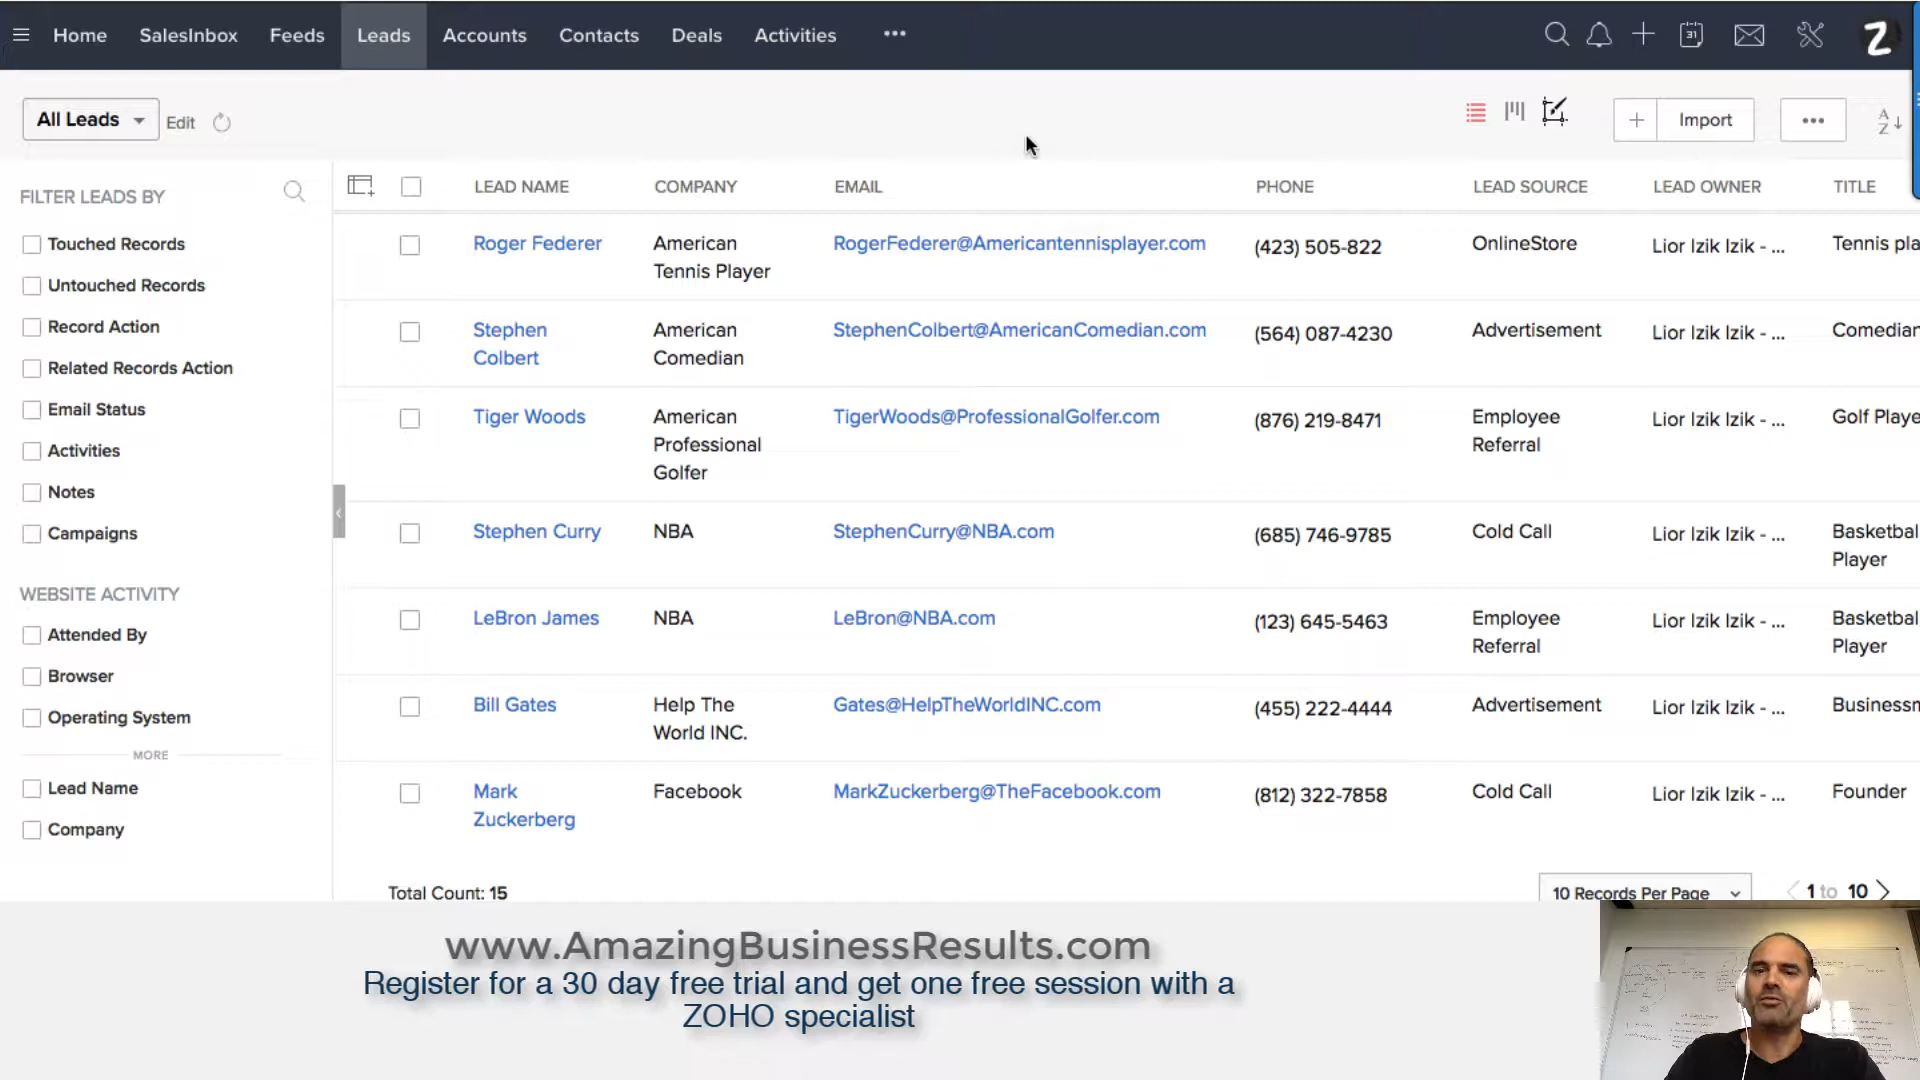 Home SalesInbox Feeds Leads Accounts Contacts Deals Activities •••
31
Z
All Leads Edit
Import •••
A
Z
FILTER LEADS BY
Touched Records
Untouched Records
Record Action
Related Records Action
Email Status
Activities
Notes
Campaigns
WEBSITE ACTIVITY
Attended By
Browser
Operating System
MORE
Lead Name
Company
LEAD NAME COMPANY EMAIL PHONE LEAD SOURCE LEAD OWNER TITLE
Roger Federer American RogerFederer@Americantennisplayer.com (423) 505-822 OnlineStore Lior Izik Izik - ... Tennis pla
Tennis Player
Stephen American StephenColbert@AmericanComedian.com (564) 087-4230 Advertisement Lior Izik Izik - ... Comedian
Colbert Comedian
Tiger Woods American TigerWoods@ProfessionalGolfer.com (876) 219-8471 Employee Lior Izik Izik - ... Golf Playe
Professional Referral
Golfer
Stephen Curry NBA StephenCurry@NBA.com (685) 746-9785 Cold Call Lior Izik Izik - ... Basketbal
Player
LeBron James NBA LeBron@NBA.com (123) 645-5463 Employee Lior Izik Izik - ... Basketbal
Referral Player
Bill Gates Help The Gates@HelpTheWorldINC.com (455) 222-4444 Advertisement Lior Izik Izik - ... Businessm
World INC.
Mark Facebook MarkZuckerberg@TheFacebook.com (812) 322-7858 Cold Call Lior Izik Izik - ... Founder
Zuckerberg
Total Count: 15 10 Records Per Page 1 to 10
www.AmazingBusinessResults.com
Register for a 30 day free trial and get one free session with a
ZOHO specialist